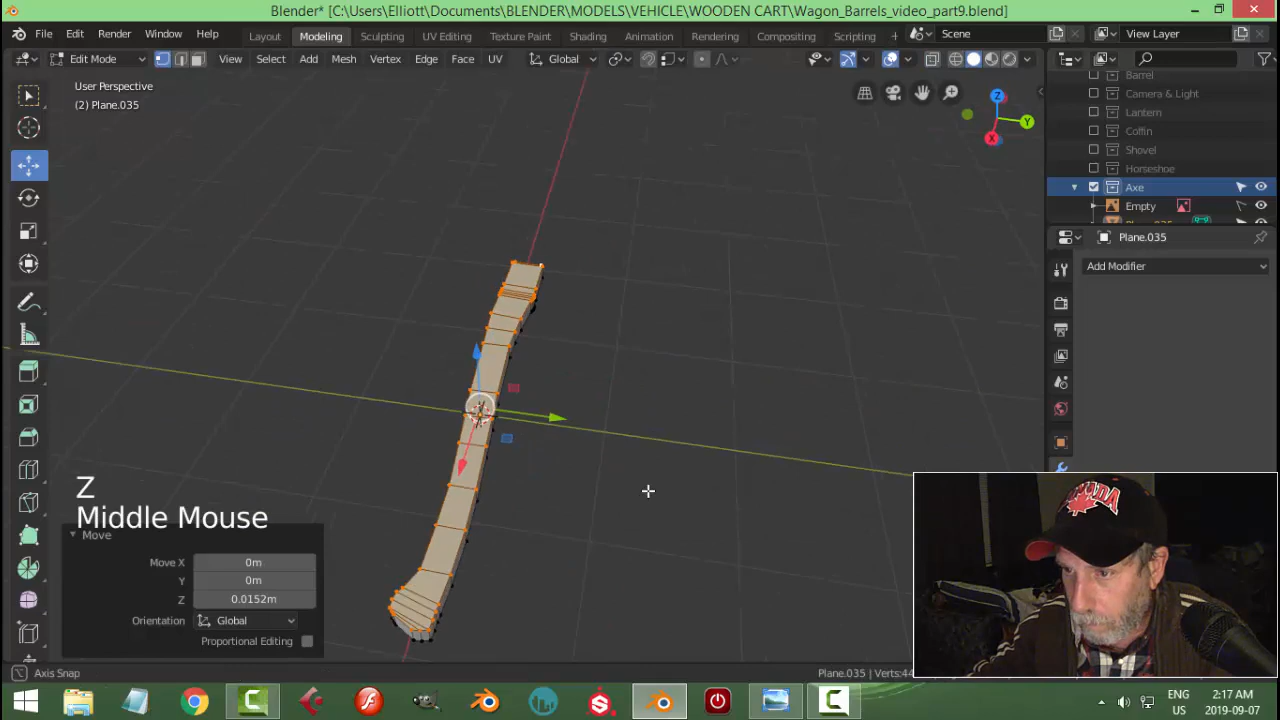 Blender* [C:\Users\Elliott\Documents\BLENDER\MODELS\VEHICLE\WOODEN CART\Wagon_Barrels_video_part9.blend]
File Edit Render Window Help Layout Modeling Sculpting UV Editing Texture Paint Shading Animation Rendering Compositing Scripting + Scene View Layer
Edit Mode View Select Add Mesh Vertex Edge Face UV Global
User Perspective
(2) Plane.035
Barrel
Camera & Light
Lantern
Coffin
Shovel
Horseshoe
Axe
Empty
Z
Y
X
Plane.035
Add Modifier
Z
Middle Mouse
Move
Move X 0m
Y 0m
Z 0.0152m
Orientation Global
Proportional Editing
CANADA
Axis Snap
Plane.035 | Verts:44
ENG
US
2:17 AM
2019-09-07